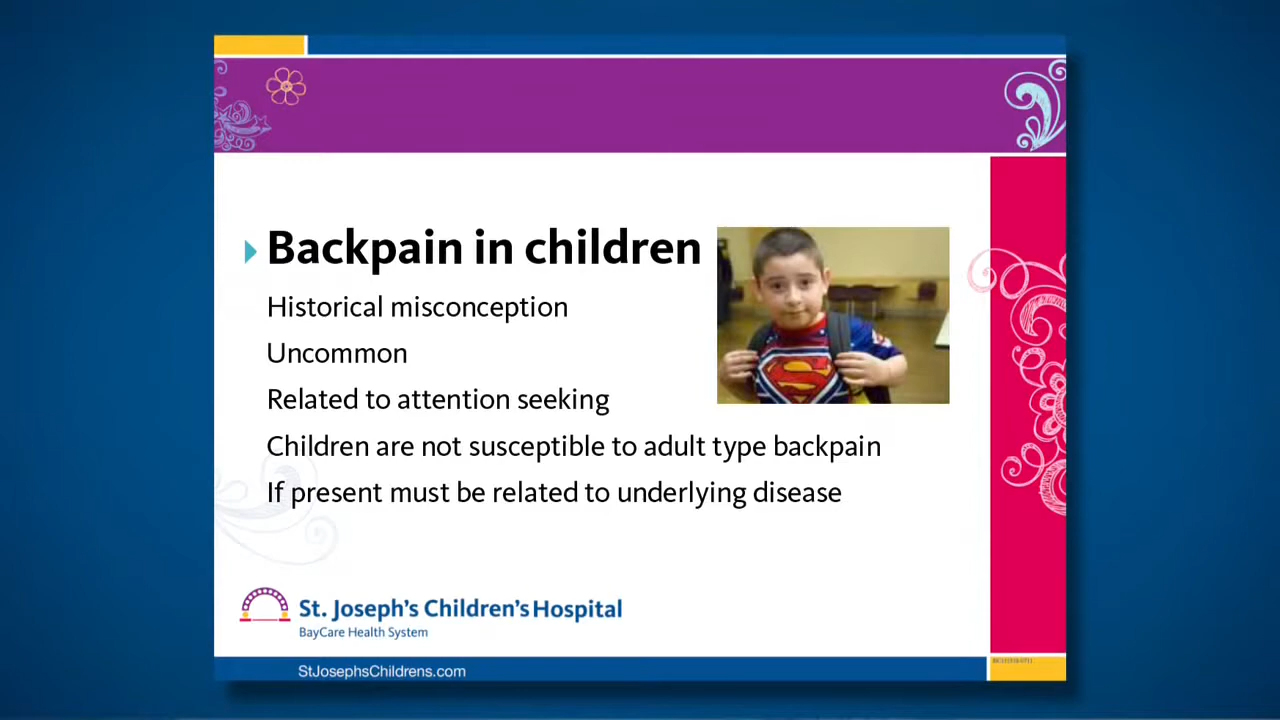 Backpain in children
Historical misconception
Uncommon
Related to attention seeking
Children are not susceptible to adult type backpain
If present must be related to underlying disease
St. Joseph's Children's Hospital
BayCare Health System
StJosephsChildrens.com